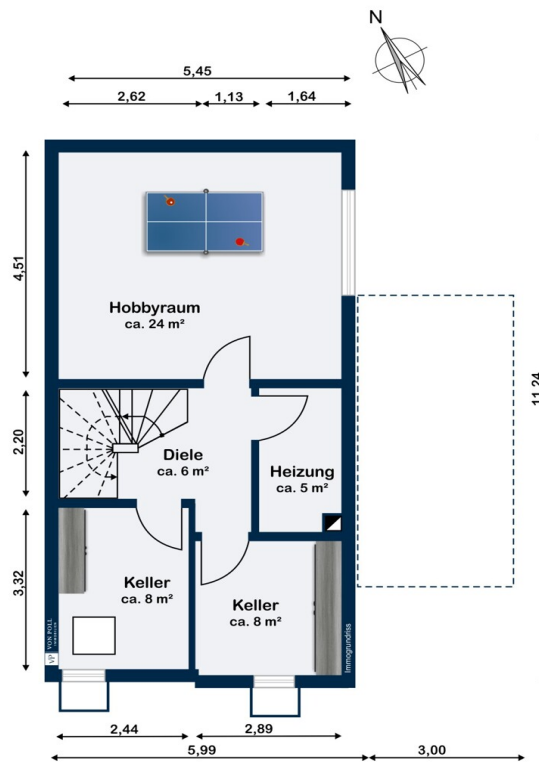 N
5,45
2,62
1,13
1,64
4,51
Hobbyraum
ca. 24 m²
11,24
2,20
Diele
ca. 6 m²
Heizung
ca. 5 m²
3,32
Keller
ca. 8 m²
Keller
ca. 8 m²
VON POLL
VP
Immogrundriss
2,44
2,89
5,99
3,00